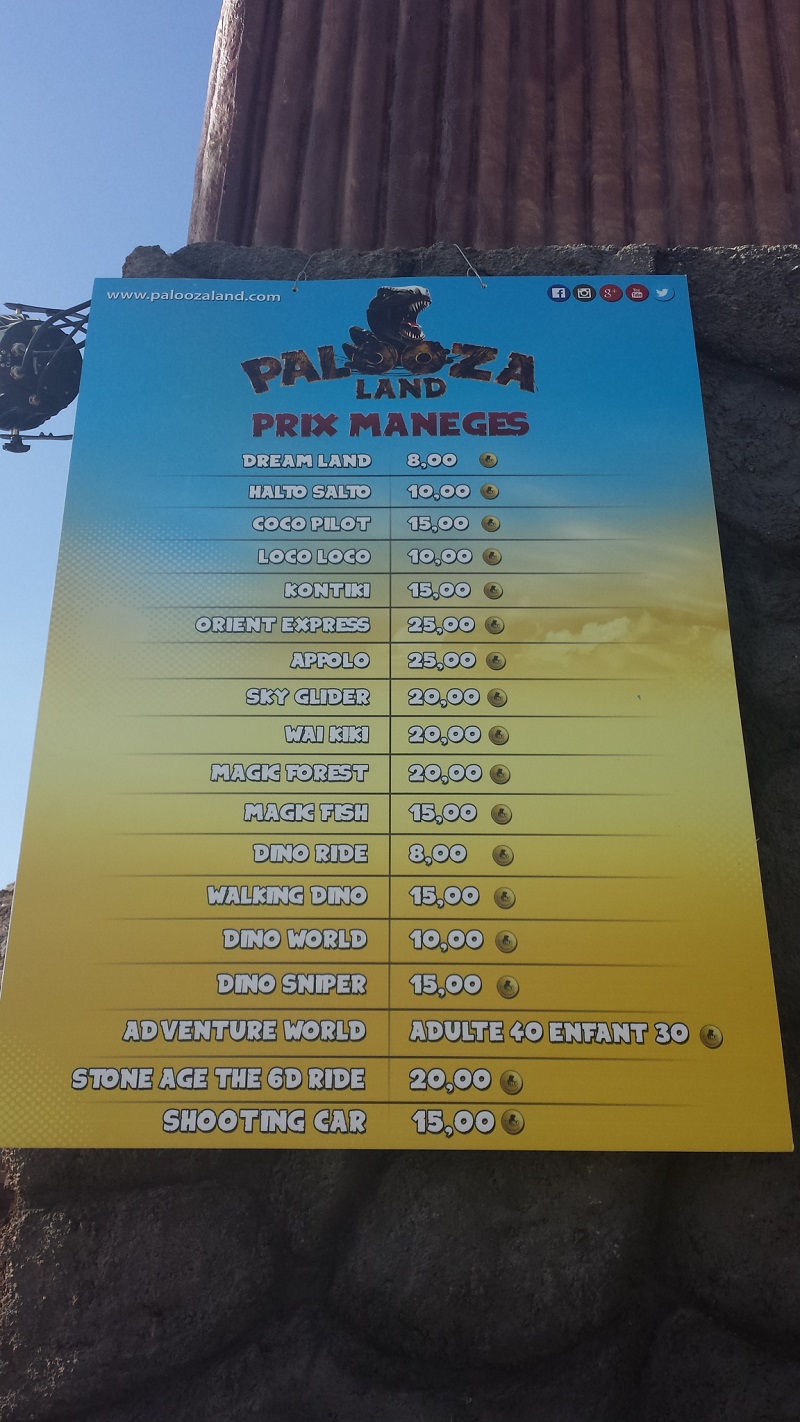 www.paloozaland.com
PALOOZA
LAND
PRIX MANEGES
DREAM LAND 8,00
HALTO SALTO 10,00
COCO PILOT 15,00
LOCO LOCO 10,00
KONTIKI 15,00
ORIENT EXPRESS 25,00
APPOLO 25,00
SKY GLIDER 20,00
WAI KIKI 20,00
MAGIC FOREST 20,00
MAGIC FISH 15,00
DINO RIDE 8,00
WALKING DINO 15,00
DINO WORLD 10,00
DINO SNIPER 15,00
ADVENTURE WORLD ADULTE 40 ENFANT 30
STONE AGE THE 6D RIDE 20,00
SHOOTING CAR 15,00